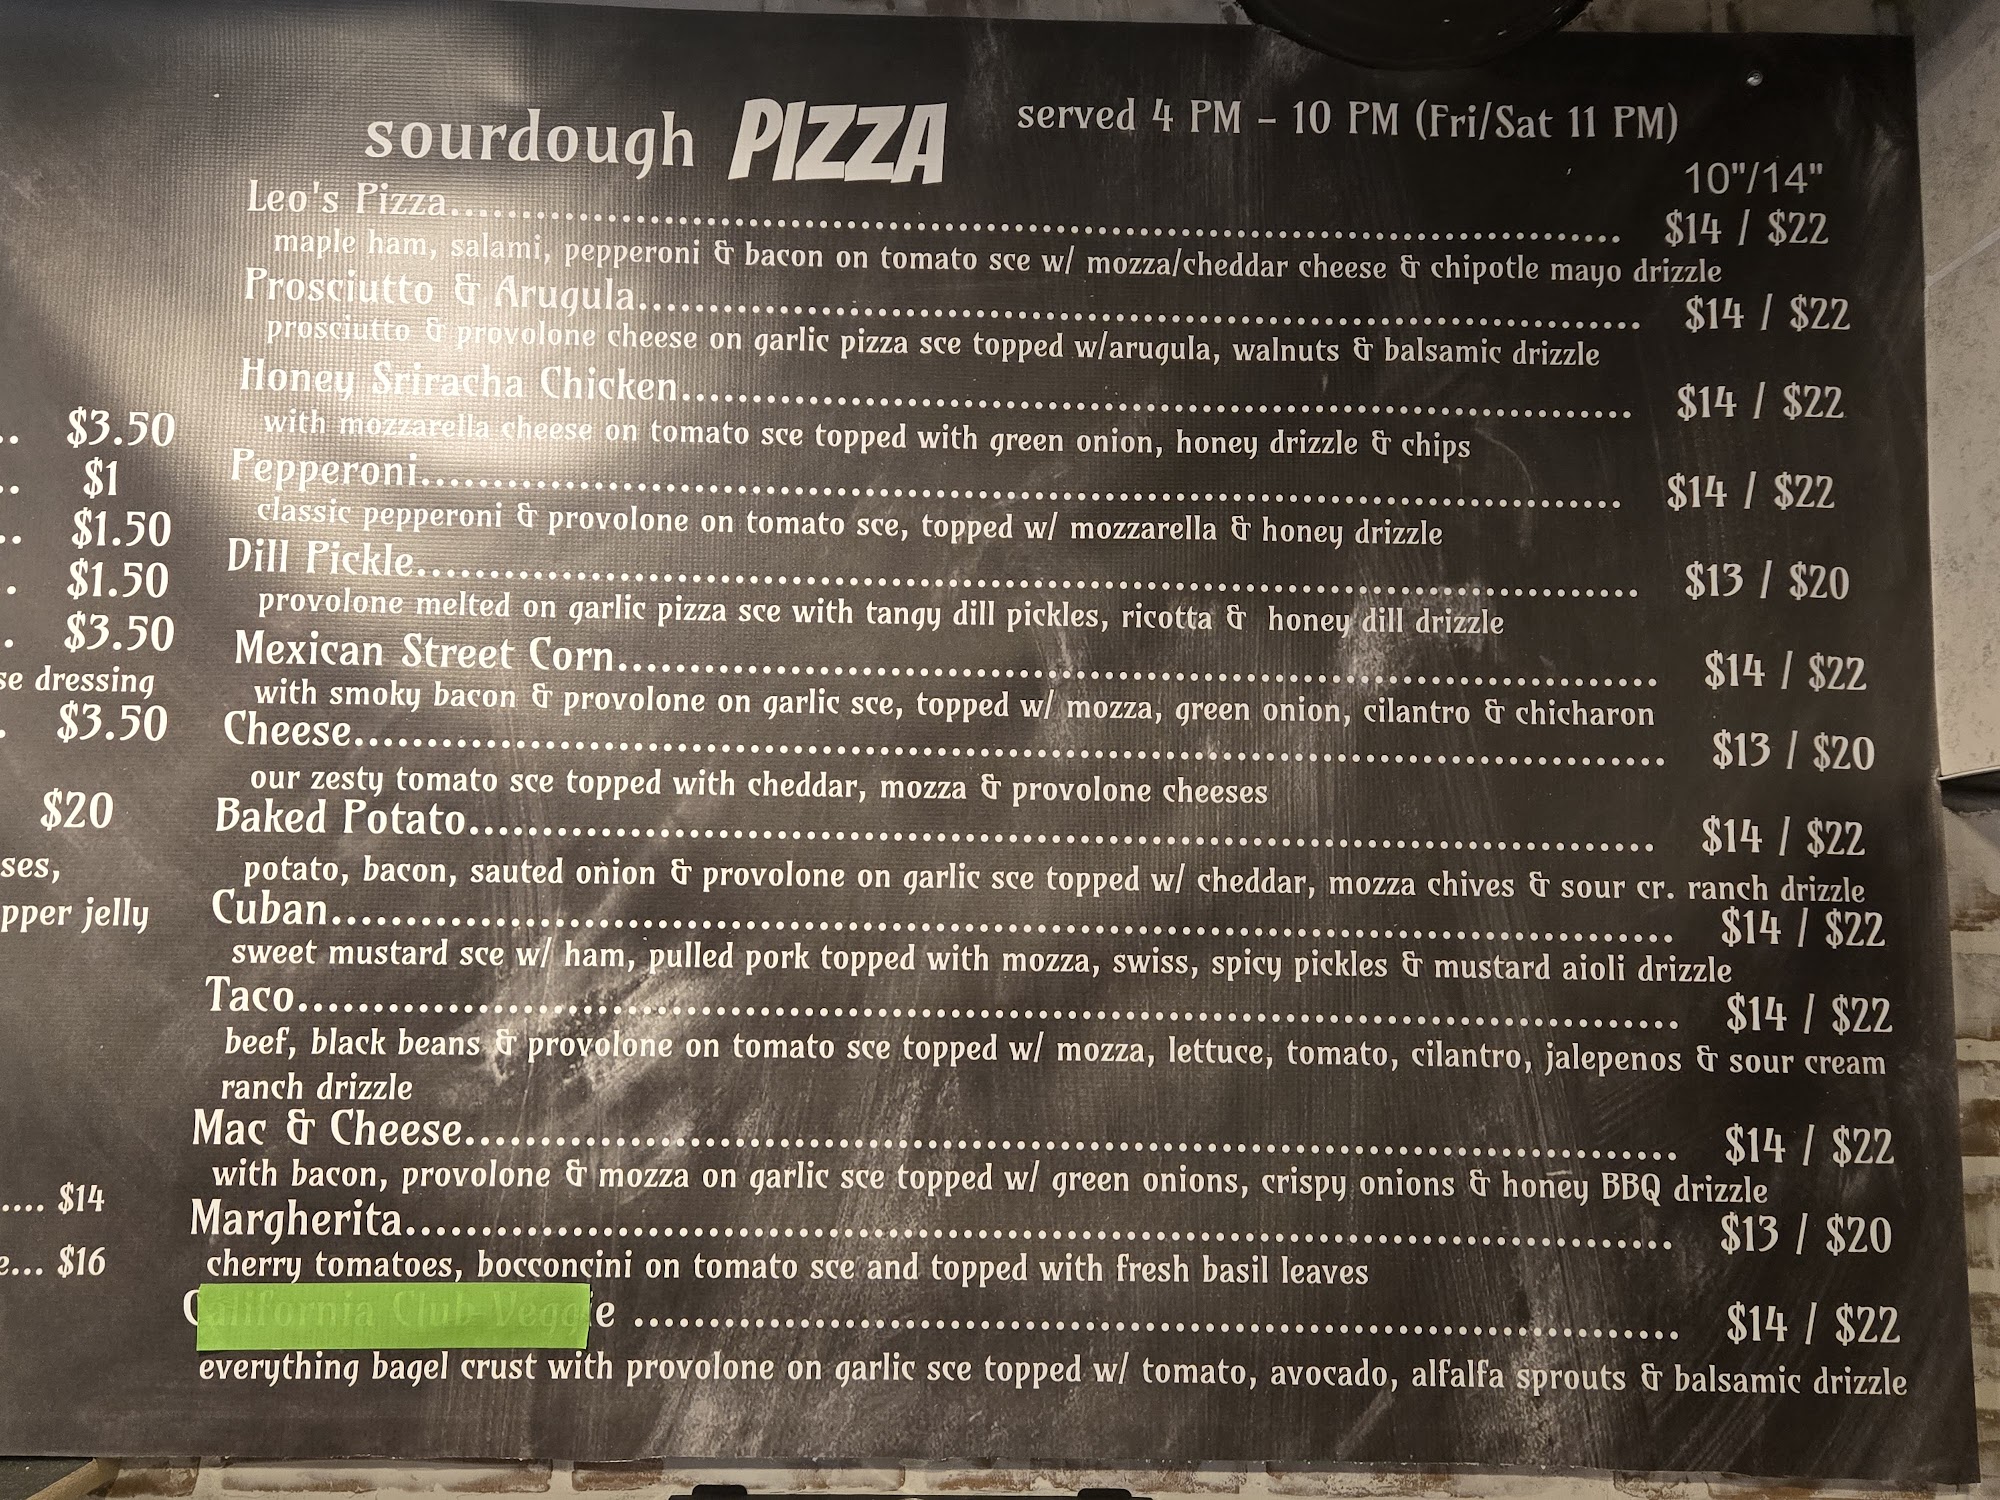 sourdough PIZZA served 4 PM – 10 PM (Fri/Sat 11 PM)
10"/14"
Leo's Pizza $14 / $22
maple ham, salami, pepperoni & bacon on tomato sce w/ mozza/cheddar cheese & chipotle mayo drizzle
Prosciutto & Arugula $14 / $22
prosciutto & provolone cheese on garlic pizza sce topped w/arugula, walnuts & balsamic drizzle
Honey Sriracha Chicken $14 / $22
with mozzarella cheese on tomato sce topped with green onion, honey drizzle & chips
Pepperoni $14 / $22
classic pepperoni & provolone on tomato sce, topped w/ mozzarella & honey drizzle
Dill Pickle $13 / $20
provolone melted on garlic pizza sce with tangy dill pickles, ricotta & honey dill drizzle
Mexican Street Corn $14 / $22
with smoky bacon & provolone on garlic sce, topped w/ mozza, green onion, cilantro & chicharon
Cheese $13 / $20
our zesty tomato sce topped with cheddar, mozza & provolone cheeses
Baked Potato $14 / $22
potato, bacon, sauted onion & provolone on garlic sce topped w/ cheddar, mozza chives & sour cr. ranch drizzle
Cuban $14 / $22
sweet mustard sce w/ ham, pulled pork topped with mozza, swiss, spicy pickles & mustard aioli drizzle
Taco $14 / $22
beef, black beans & provolone on tomato sce topped w/ mozza, lettuce, tomato, cilantro, jalepenos & sour cream
ranch drizzle
Mac & Cheese $14 / $22
with bacon, provolone & mozza on garlic sce topped w/ green onions, crispy onions & honey BBQ drizzle
Margherita $13 / $20
cherry tomatoes, bocconcini on tomato sce and topped with fresh basil leaves
California Club Veggie $14 / $22
everything bagel crust with provolone on garlic sce topped w/ tomato, avocado, alfalfa sprouts & balsamic drizzle
$3.50
$1
$1.50
$1.50
$3.50
dressing
$3.50
$20
jelly
$14
$16